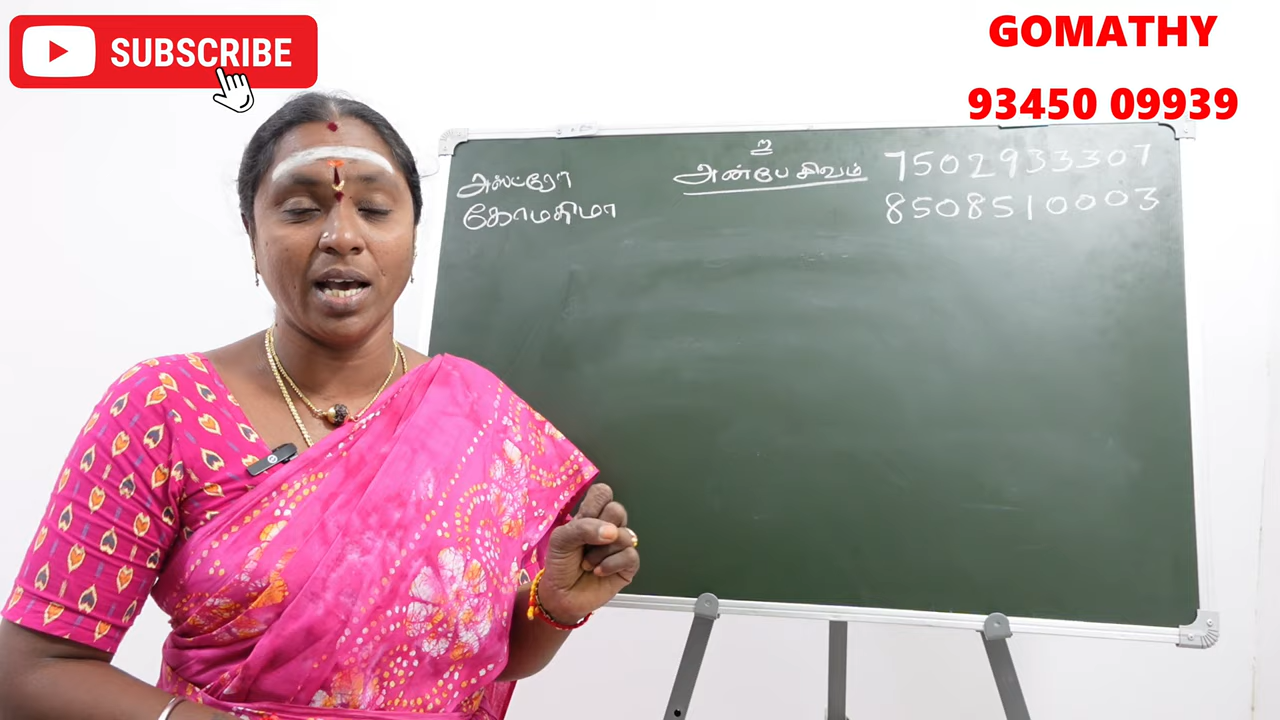 SUBSCRIBE
GOMATHY
93450 09939
உ
அஸ்ட்ரோ
கோமதிமா
அன்பே சிவம்
7502933307
8508510003